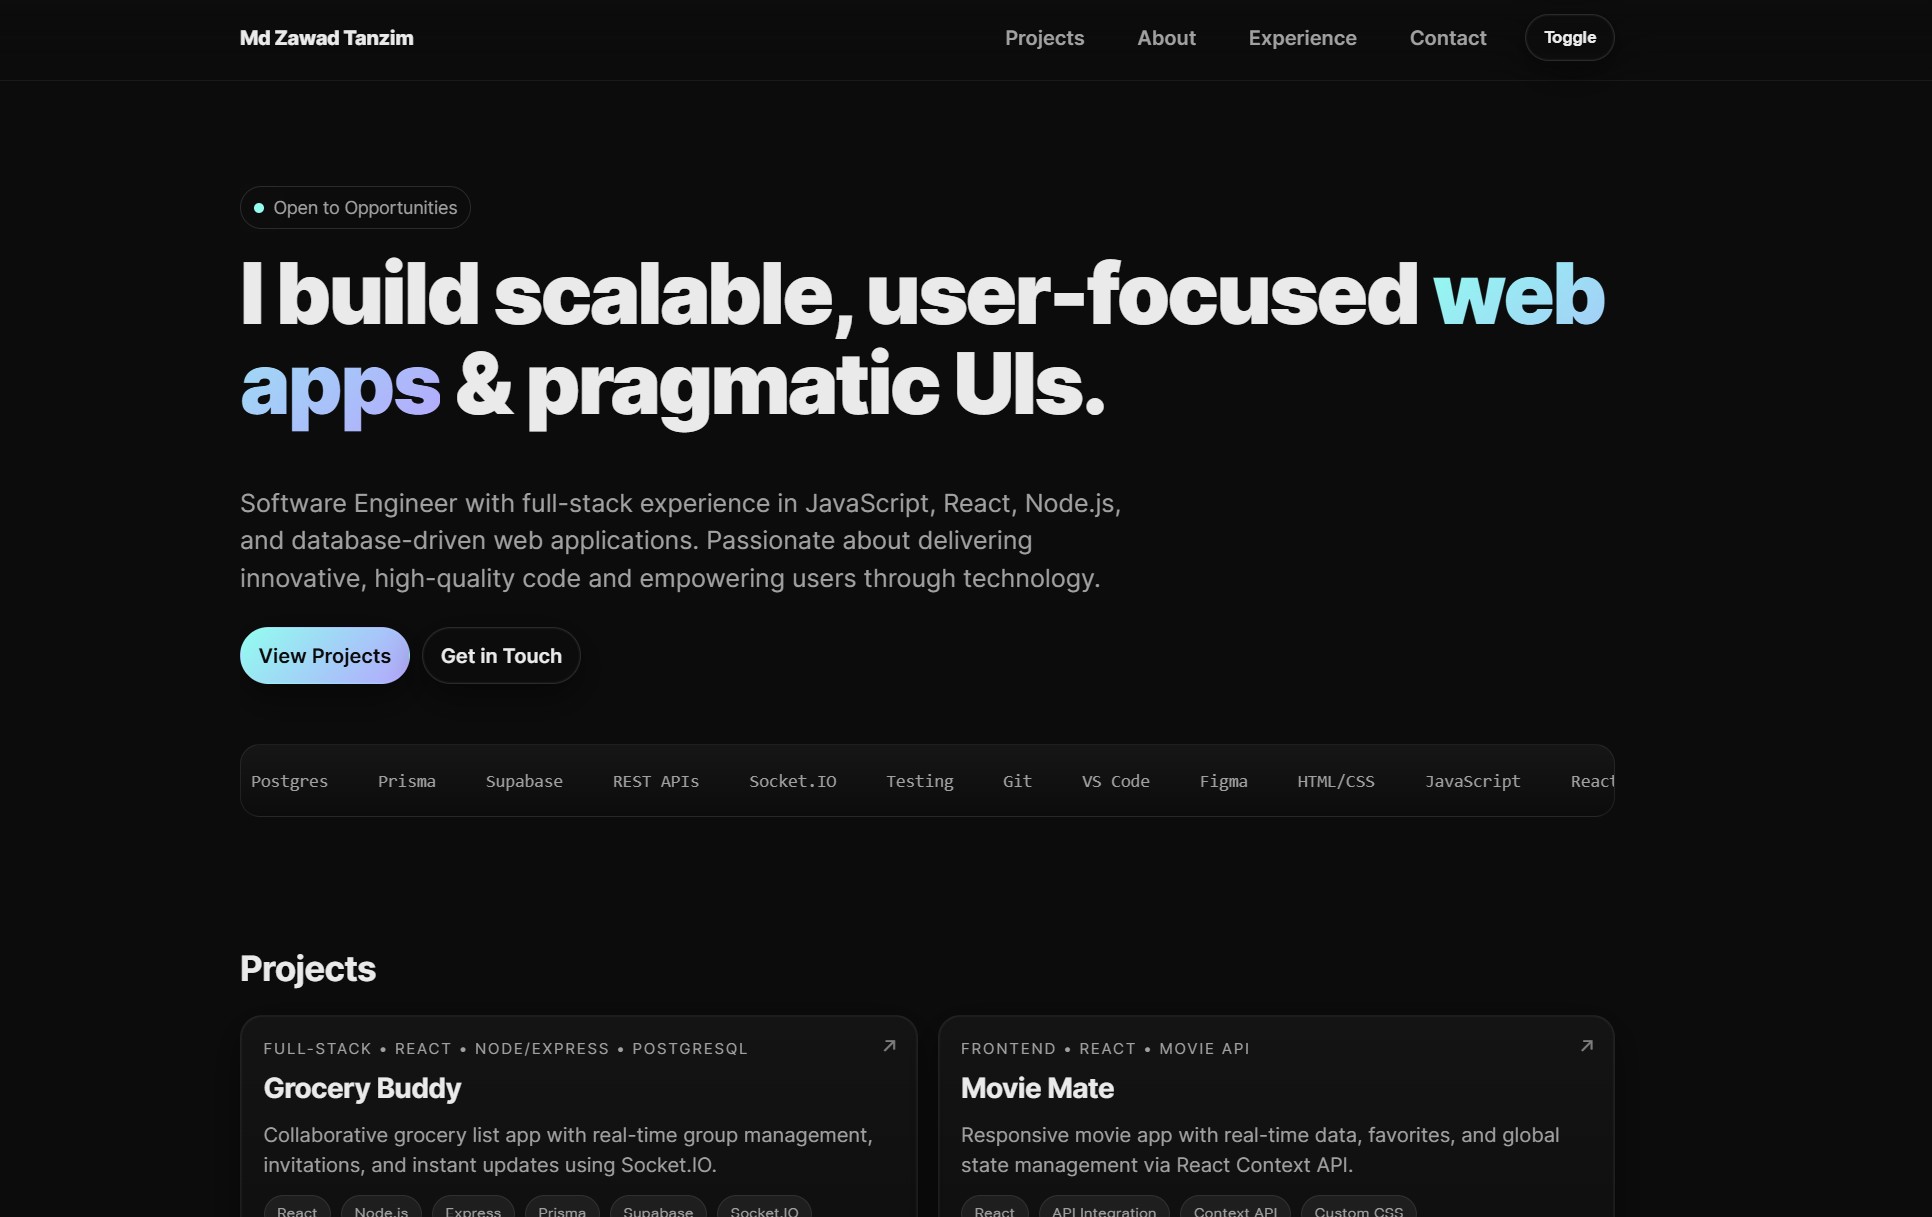 Md Zawad Tanzim
Projects About Experience Contact Toggle
Open to Opportunities
I build scalable, user-focused web
apps & pragmatic UIs.
Software Engineer with full-stack experience in JavaScript, React, Node.js,
and database-driven web applications. Passionate about delivering
innovative, high-quality code and empowering users through technology.
View Projects Get in Touch
Postgres Prisma Supabase REST APIs Socket.IO Testing Git VS Code Figma HTML/CSS JavaScript React
Projects
FULL-STACK • REACT • NODE/EXPRESS • POSTGRESQL
Grocery Buddy
Collaborative grocery list app with real-time group management,
invitations, and instant updates using Socket.IO.
React Node.js Express Prisma Supabase Socket.IO
FRONTEND • REACT • MOVIE API
Movie Mate
Responsive movie app with real-time data, favorites, and global
state management via React Context API.
React API Integration Context API Custom CSS